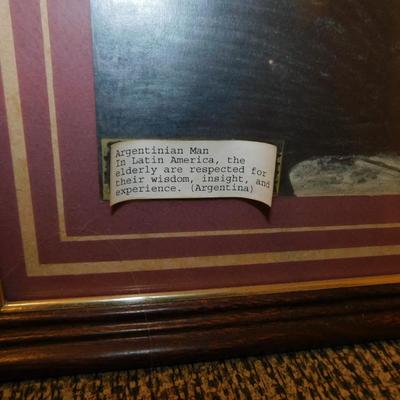 Argentinian Man
In Latin America, the
elderly are respected for
their wisdom, insight, and
experience. (Argentina)